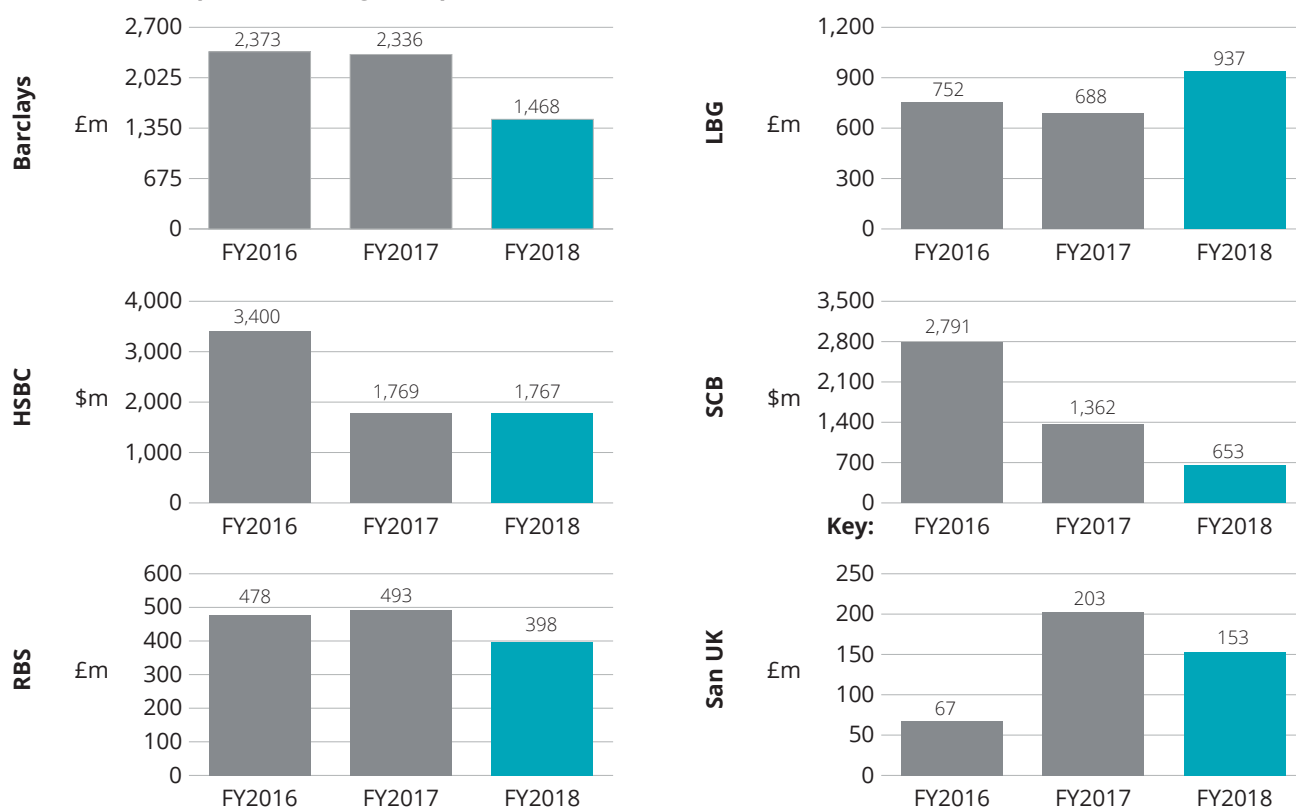 Barclays
£m
2,700
2,025
1,350
675
0
2,373
2,336
1,468
FY2016 FY2017 FY2018
LBG
£m
1,200
900
600
300
0
752
688
937
FY2016 FY2017 FY2018
HSBC
$m
4,000
3,000
2,000
1,000
0
3,400
1,769
1,767
FY2016 FY2017 FY2018
SCB
$m
3,500
2,800
2,100
1,400
700
0
2,791
1,362
653
Key: FY2016 FY2017 FY2018
RBS
£m
600
500
400
300
200
100
0
478
493
398
FY2016 FY2017 FY2018
San UK
£m
250
200
150
100
50
0
67
203
153
FY2016 FY2017 FY2018